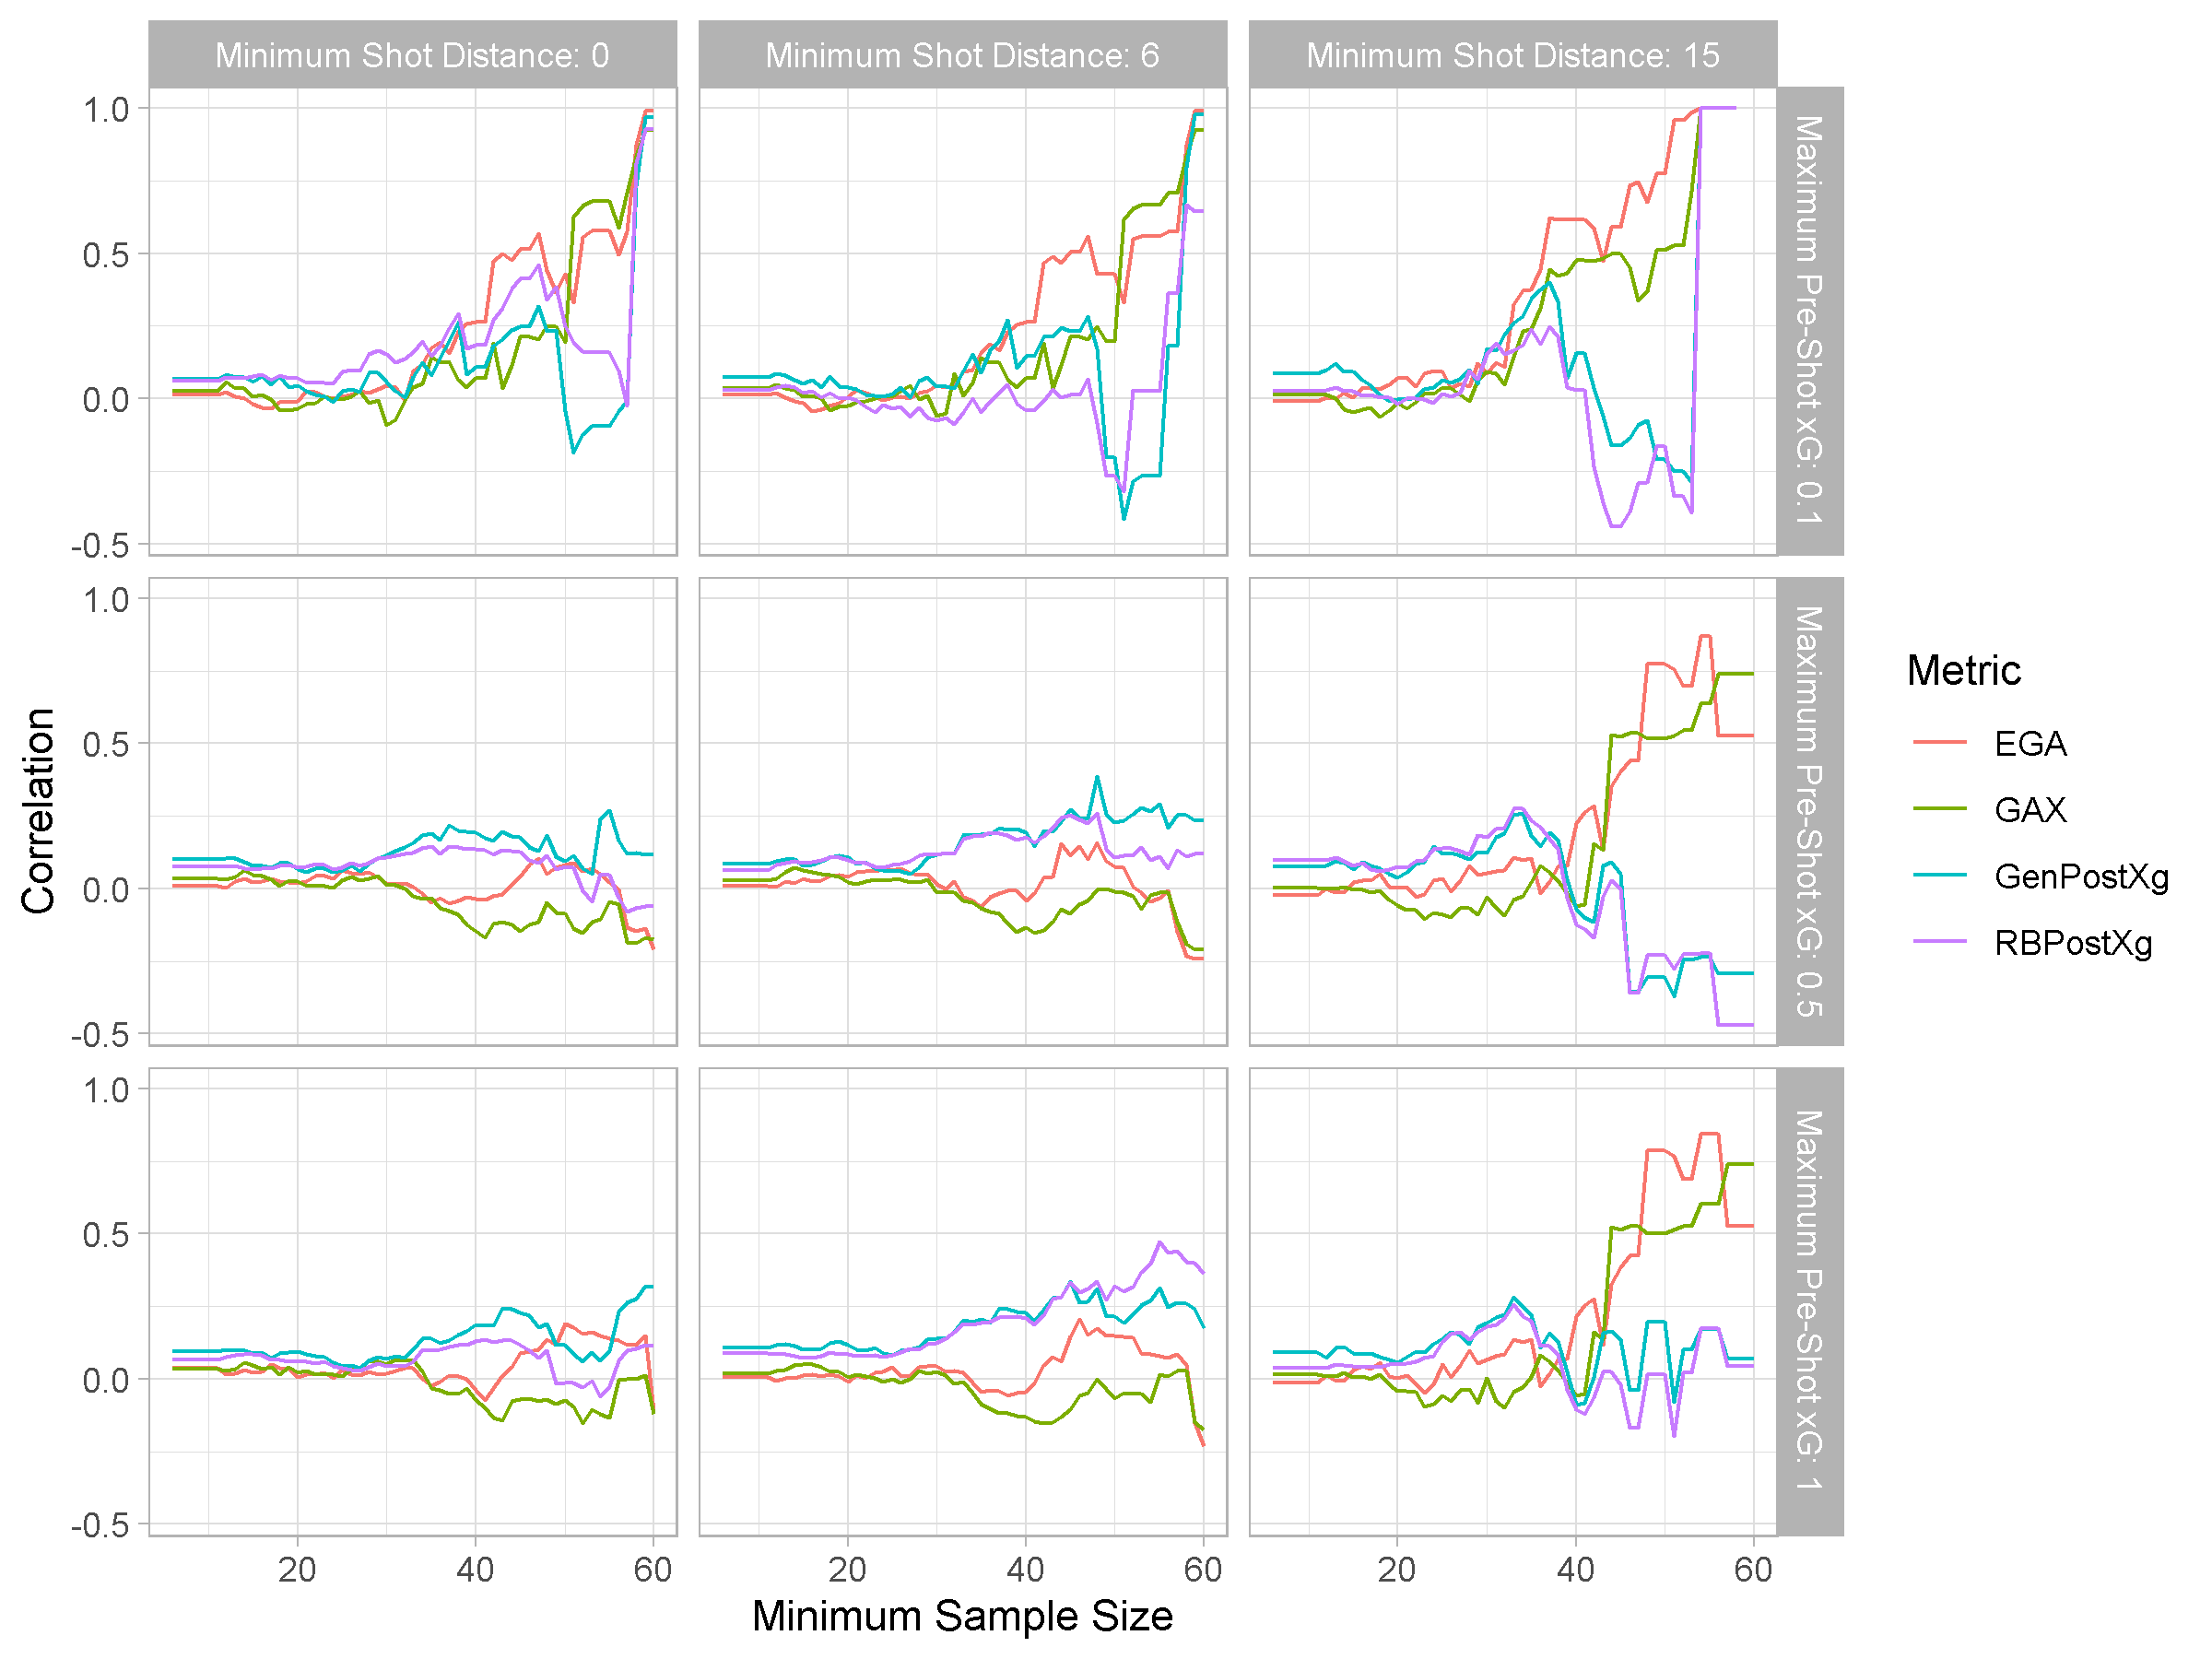 Minimum Shot Distance: 0
Minimum Shot Distance: 6
Minimum Shot Distance: 15
1.0
0.5
0.0
-0.5
Maximum Pre-Shot xG: 0.1
1.0
0.5
0.0
-0.5
Maximum Pre-Shot xG: 0.5
1.0
0.5
0.0
-0.5
Maximum Pre-Shot xG: 1
Correlation
20
40
60
20
40
60
20
40
60
Minimum Sample Size
Metric
EGA
GAX
GenPostXg
RBPostXg